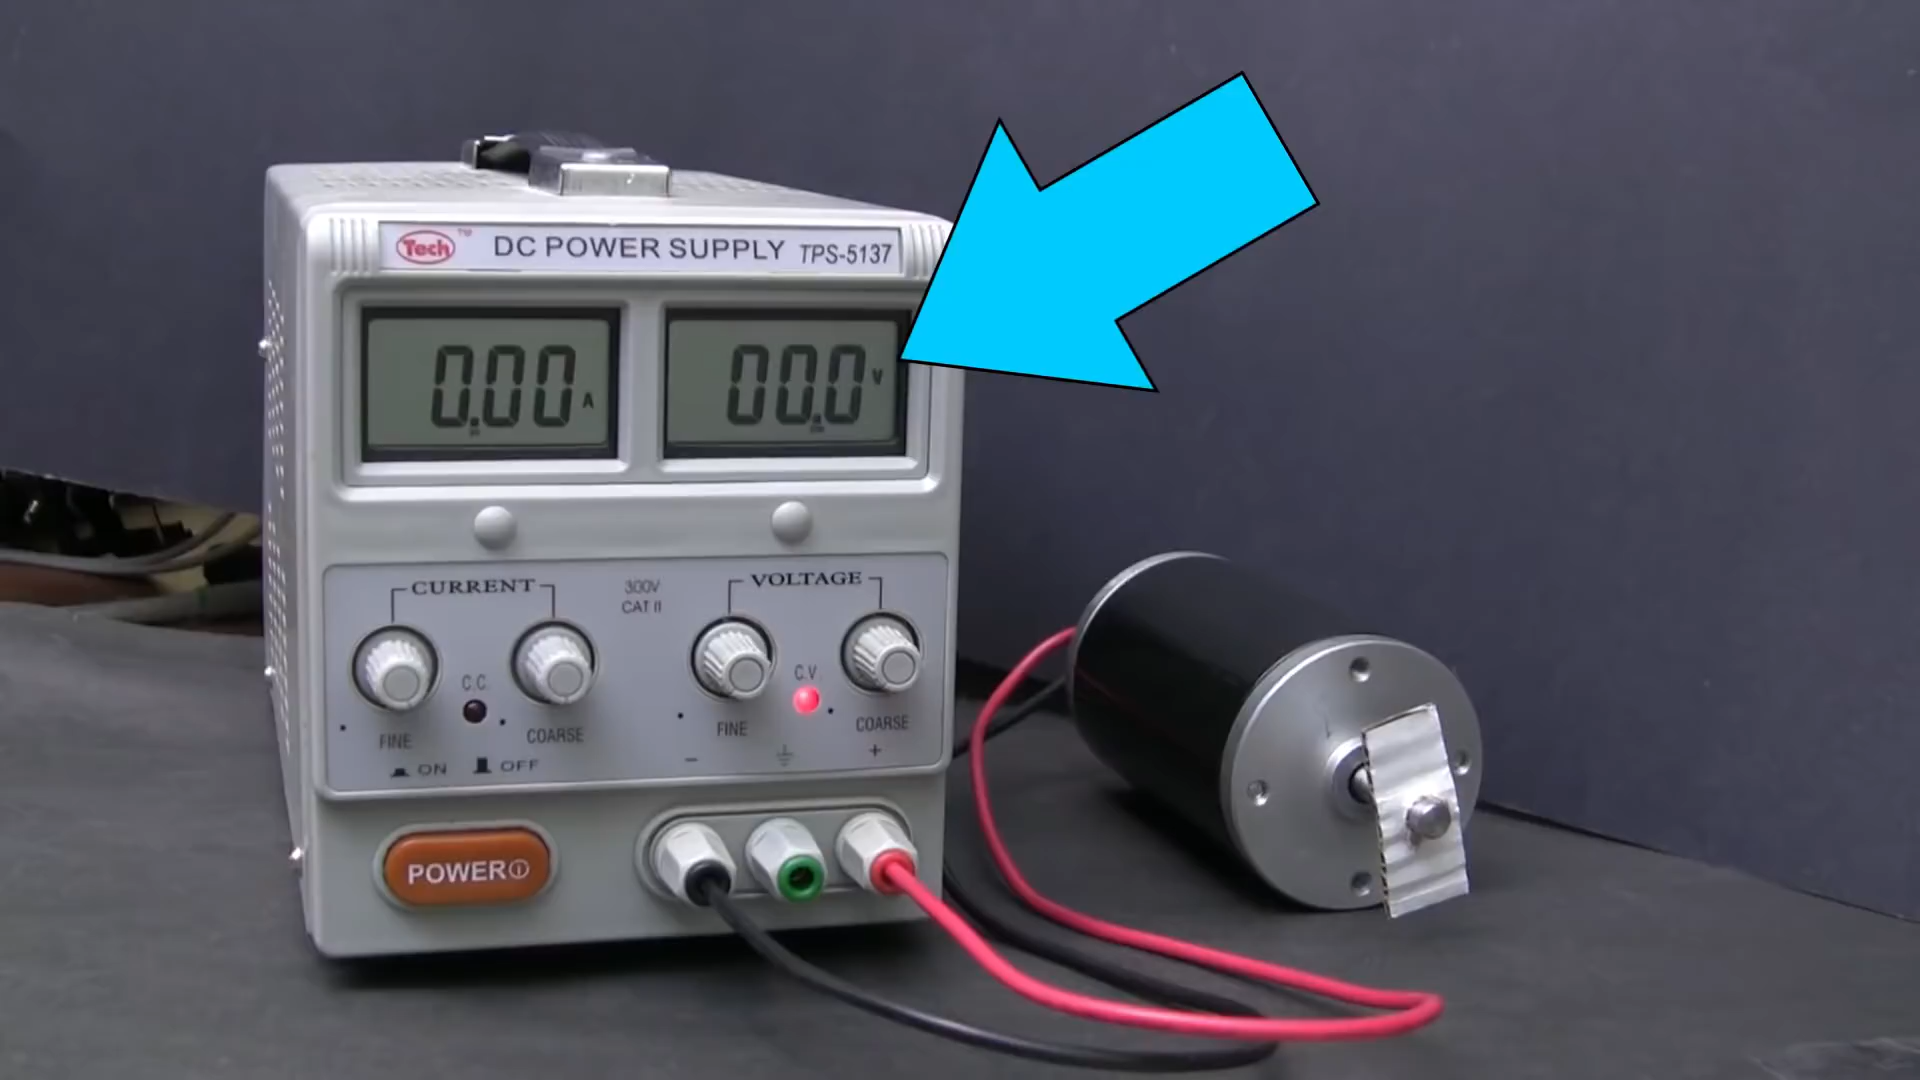 Tech™ DC POWER SUPPLY TPS-5137
0.00 A 00.0 V
CURRENT 300V VOLTAGE
CAT II
C.C. C.V
FINE COARSE FINE COARSE
ON OFF − +
POWER